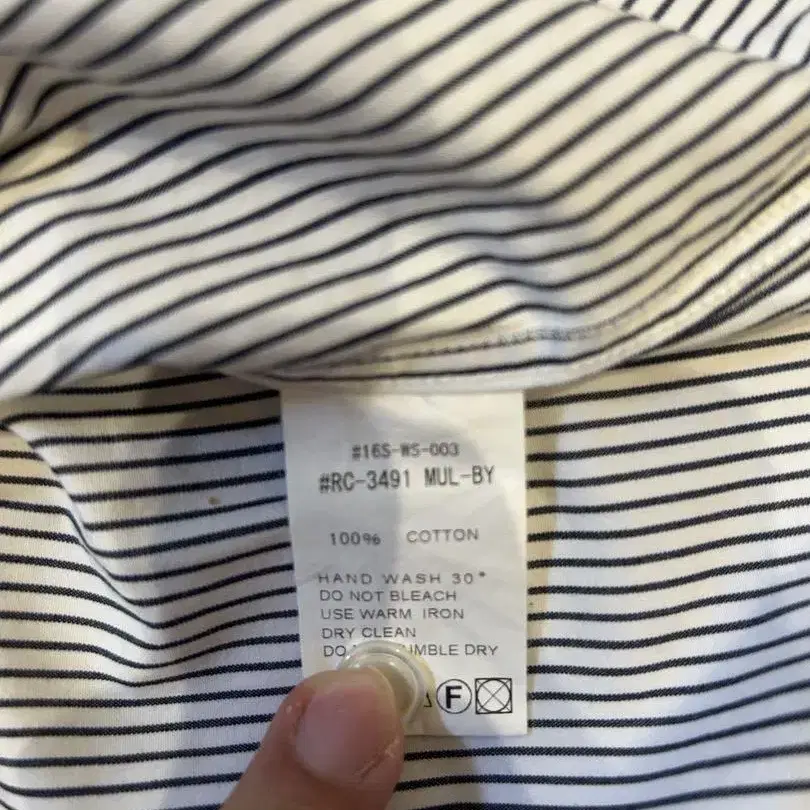 #16S-WS-003
#RC-3491 MUL-BY
100% COTTON
HAND WASH 30°
DO NOT BLEACH
USE WARM IRON
DRY CLEAN
DO DRY
F